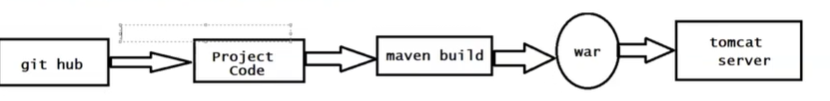 git hub
Project
Code
maven build
war
tomcat
server